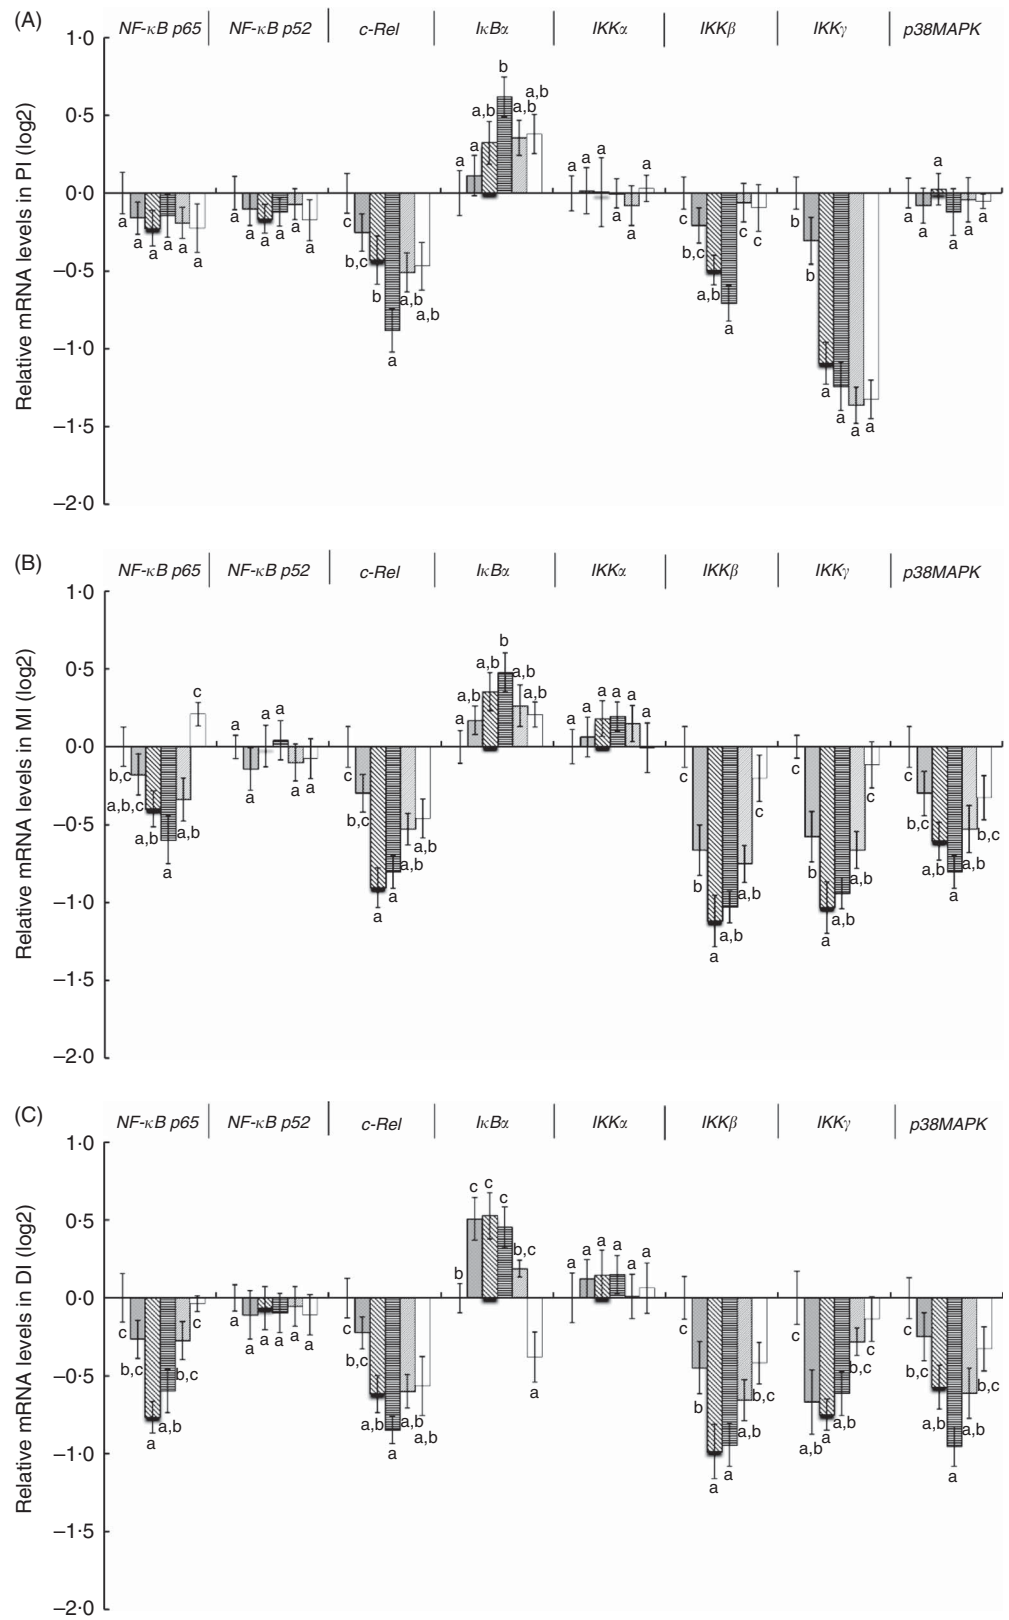 (A)
NF-κB p65 NF-κB p52 c-Rel IκBα IKKα IKKβ IKKγ p38MAPK
Relative mRNA levels in PI (log2)
1·0
0·5
0·0
–0·5
–1·0
–1·5
–2·0
a a a a a a
a a a a a a
c b,c b a a,b a,b
a a a,b b a,b a,b
a a a a a a
c b,c a,b a c c
b b a a a a
a a a a a a
(B)
NF-κB p65 NF-κB p52 c-Rel IκBα IKKα IKKβ IKKγ p38MAPK
Relative mRNA levels in MI (log2)
1·0
0·5
0·0
–0·5
–1·0
–1·5
–2·0
b,c a,b,c a,b a a,b c
a a a a a a
c b,c a a a,b a,b
a a,b a,b b a,b a,b
a a a a a a
c b a a,b a,b c
c b a a,b a,b c
c b,c a,b a a,b b,c
(C)
NF-κB p65 NF-κB p52 c-Rel IκBα IKKα IKKβ IKKγ p38MAPK
Relative mRNA levels in DI (log2)
1·0
0·5
0·0
–0·5
–1·0
–1·5
–2·0
c b,c a a,b b,c c
a a a a a a
c b,c a,b a a,b a,b
b c c c b,c a
a a a a a a
c b a a a,b b,c
c a,b a a,b b,c c
c b,c a,b a a,b b,c